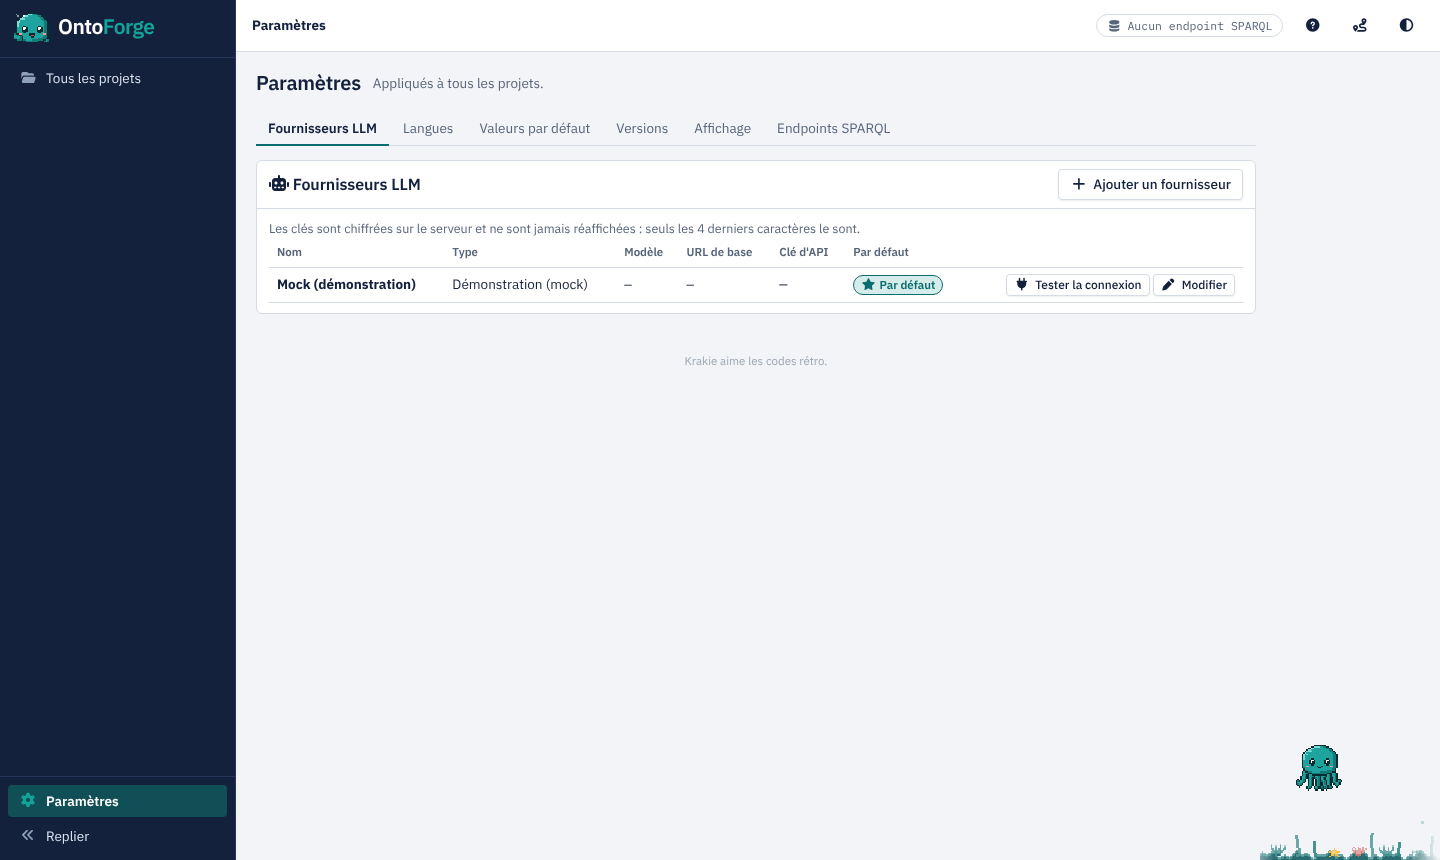 OntoForge
Paramètres
Aucun endpoint SPARQL
Tous les projets
Paramètres Appliqués à tous les projets.
Fournisseurs LLM Langues Valeurs par défaut Versions Affichage Endpoints SPARQL
Fournisseurs LLM
Ajouter un fournisseur
Les clés sont chiffrées sur le serveur et ne sont jamais réaffichées : seuls les 4 derniers caractères le sont.
Nom Type Modèle URL de base Clé d'API Par défaut
Mock (démonstration) Démonstration (mock) – – – Par défaut Tester la connexion Modifier
Krakie aime les codes rétro.
Paramètres
Replier